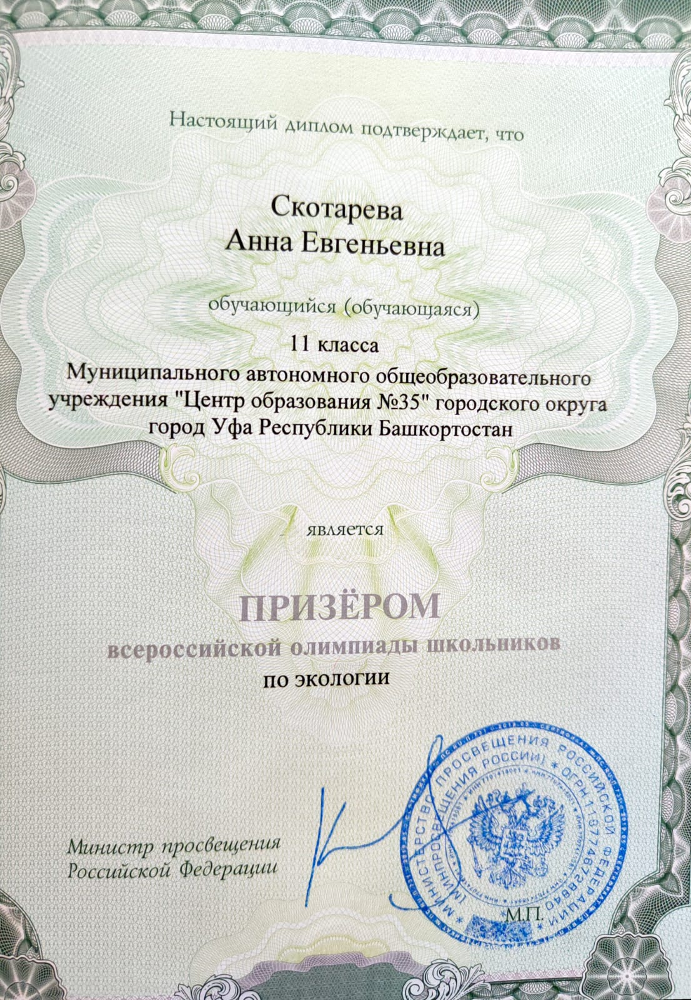 Настоящий диплом подтверждает, что
Скотарева
Анна Евгеньевна
обучающийся (обучающаяся)
11 класса
Муниципального автономного общеобразовательного
учреждения "Центр образования №35" городского округа
город Уфа Республики Башкортостан
является
ПРИЗЁРОМ
всероссийской олимпиады школьников
по экологии
Министр просвещения
Российской Федерации
МИНИСТЕРСТВО ПРОСВЕЩЕНИЯ РОССИЙСКОЙ ФЕДЕРАЦИИ
(МИНПРОСВЕЩЕНИЯ РОССИИ) * ОГРН 1187746728840 *
М.П.